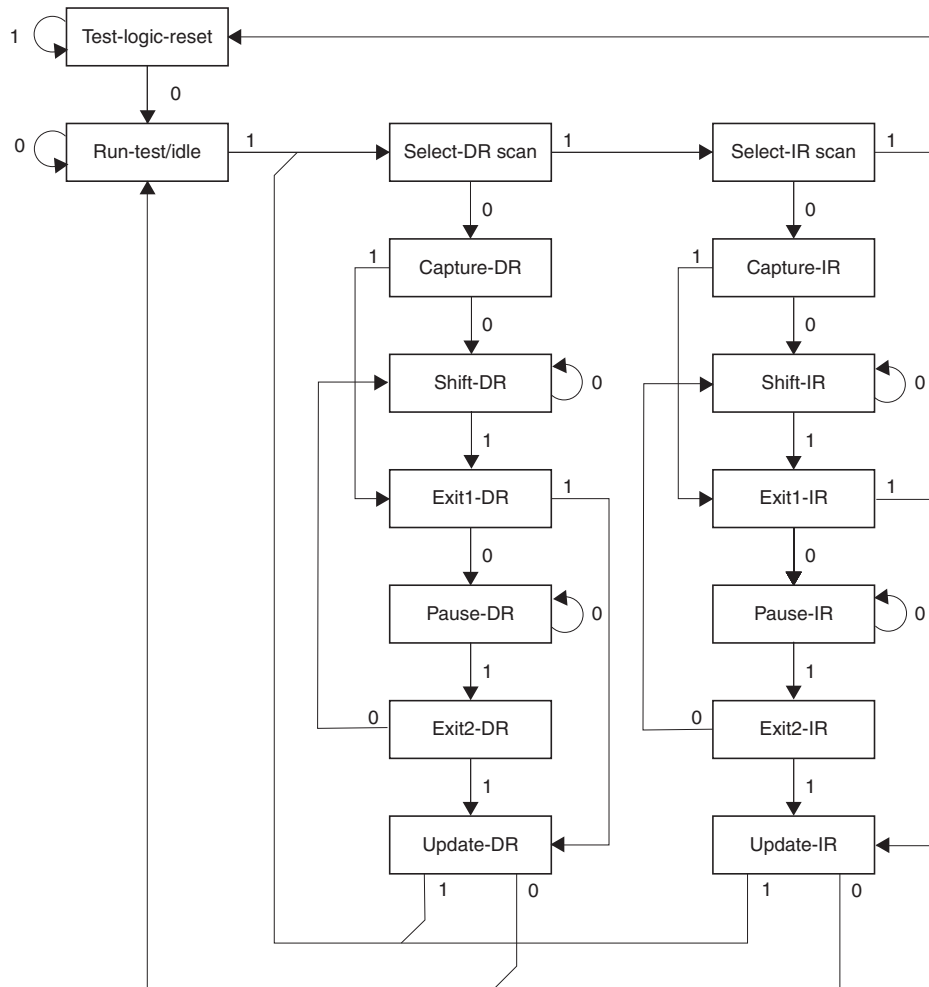 Test-logic-reset
1
0
Run-test/idle
0
1
Select-DR scan
1
Select-IR scan
1
0
0
1
Capture-DR
1
Capture-IR
0
0
Shift-DR
0
Shift-IR
0
1
1
Exit1-DR
1
Exit1-IR
1
0
0
Pause-DR
0
Pause-IR
0
1
1
0
Exit2-DR
0
Exit2-IR
1
1
Update-DR
Update-IR
1
0
1
0